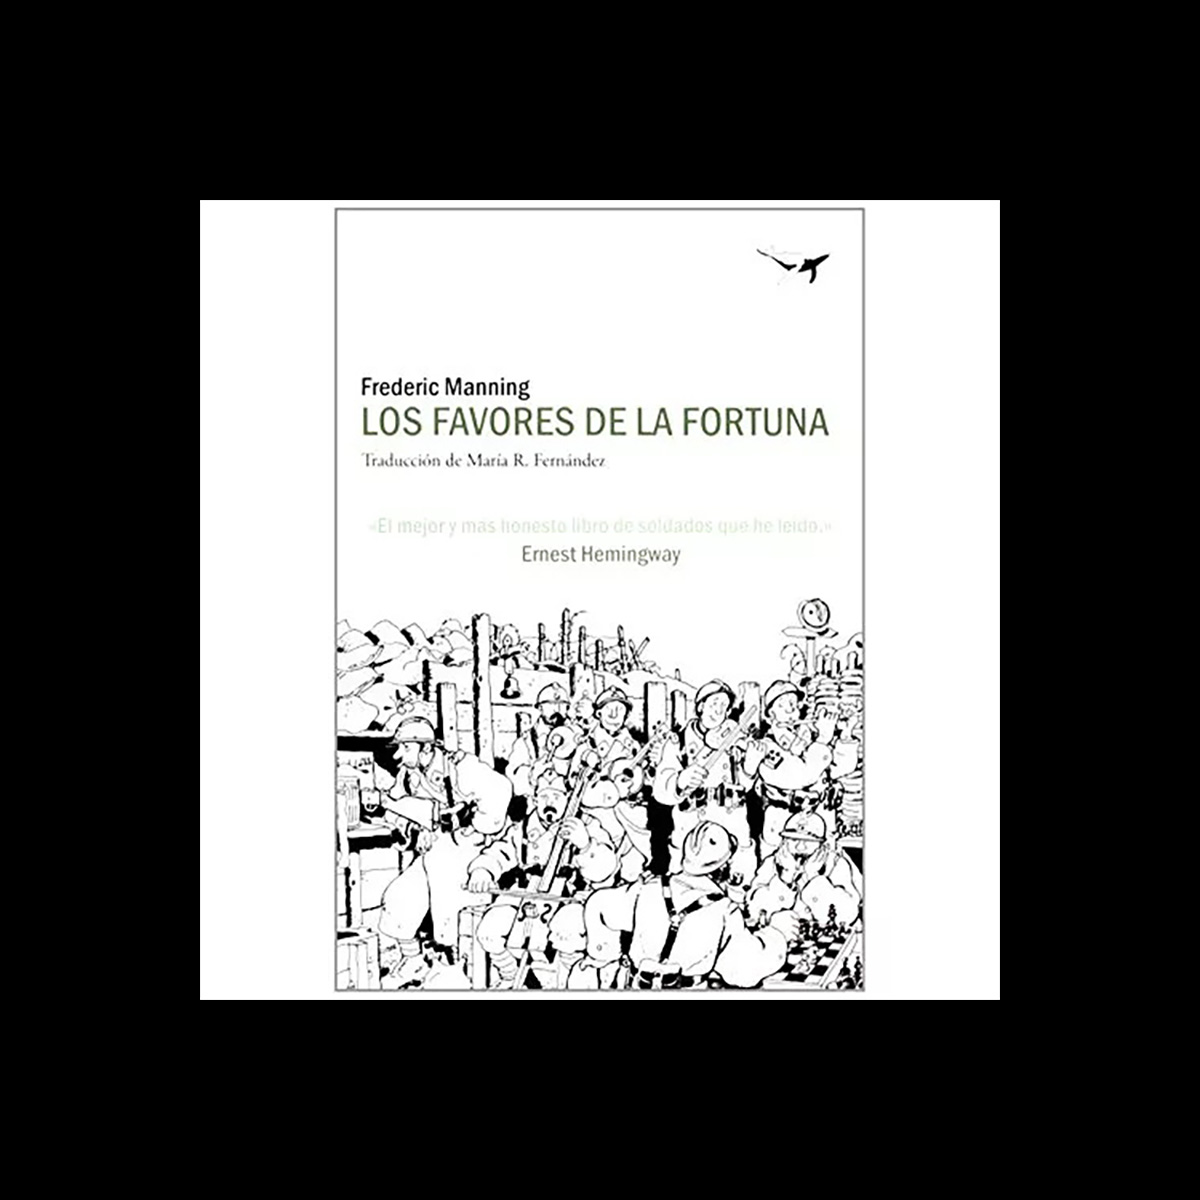 Frederic Manning
LOS FAVORES DE LA FORTUNA
Traducción de María R. Fernández
«El mejor y más honesto libro de soldados que he leído.»
Ernest Hemingway